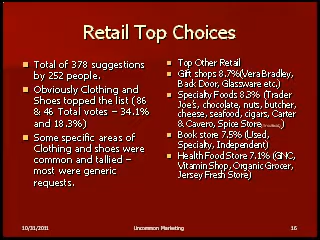 Retail Top Choices
Total of 378 suggestions
by 252 people.
Obviously Clothing and
Shoes topped the list (86
& 46 Total votes – 34.1%
and 18.3%)
Some specific areas of
Clothing and shoes were
common and tallied –
most were generic
requests.
Top Other Retail
Gift shops 8.7%(Vera Bradley,
Back Door, Glassware etc.)
Specialty Foods 8.3% (Trader
Joe's, chocolate, nuts, butcher,
cheese, seafood, cigars, Carter
& Cavero, Spice Store )
Book store 7.5% (Used,
Specialty, Independent)
Health Food Store 7.1% (GNC,
Vitamin Shop, Organic Grocer,
Jersey Fresh Store)
10/31/2011
Uncommon Marketing
16